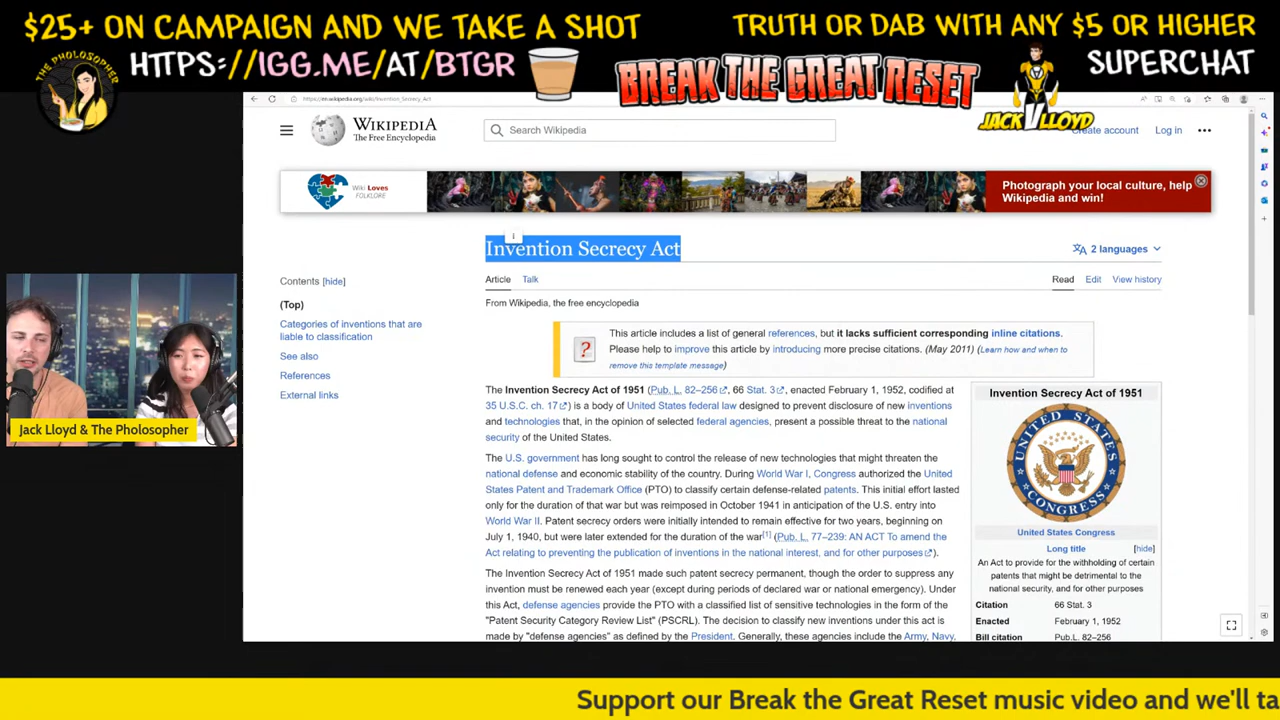 $25+ ON CAMPAIGN AND WE TAKE A SHOT
HTTPS://IGG.ME/AT/BTGR
THE PHOLOSOPHER
BREAK THE GREAT RESET
TRUTH OR DAB WITH ANY $5 OR HIGHER
SUPERCHAT
JACK V LLOYD
https://en.wikipedia.org/wiki/Invention_Secrecy_Act
WIKIPEDIA
The Free Encyclopedia
Search Wikipedia
Create account
Log in
Wiki Loves
FOLKLORE
Photograph your local culture, help
Wikipedia and win!
Invention Secrecy Act
2 languages
Contents [hide]
(Top)
Categories of inventions that are
liable to classification
See also
References
External links
Article
Talk
Read
Edit
View history
From Wikipedia, the free encyclopedia
This article includes a list of general references, but it lacks sufficient corresponding inline citations.
Please help to improve this article by introducing more precise citations. (May 2011) (Learn how and when to
remove this template message)
The Invention Secrecy Act of 1951 (Pub. L. 82–256, 66 Stat. 3, enacted February 1, 1952, codified at
35 U.S.C. ch. 17) is a body of United States federal law designed to prevent disclosure of new inventions
and technologies that, in the opinion of selected federal agencies, present a possible threat to the national
security of the United States.
The U.S. government has long sought to control the release of new technologies that might threaten the
national defense and economic stability of the country. During World War I, Congress authorized the United
States Patent and Trademark Office (PTO) to classify certain defense-related patents. This initial effort lasted
only for the duration of that war but was reimposed in October 1941 in anticipation of the U.S. entry into
World War II. Patent secrecy orders were initially intended to remain effective for two years, beginning on
July 1, 1940, but were later extended for the duration of the war[1] (Pub. L. 77–239: AN ACT To amend the
Act relating to preventing the publication of inventions in the national interest, and for other purposes).
The Invention Secrecy Act of 1951 made such patent secrecy permanent, though the order to suppress any
invention must be renewed each year (except during periods of declared war or national emergency). Under
this Act, defense agencies provide the PTO with a classified list of sensitive technologies in the form of the
"Patent Security Category Review List" (PSCRL). The decision to classify new inventions under this act is
made by "defense agencies" as defined by the President. Generally, these agencies include the Army, Navy,
Invention Secrecy Act of 1951
UNITED STATES
CONGRESS
United States Congress
Long title
[hide]
An Act to provide for the withholding of certain
patents that might be detrimental to the
national security, and for other purposes
Citation
66 Stat. 3
Enacted
February 1, 1952
Bill citation
Pub.L. 82–256
Jack Lloyd & The Pholosopher
Support our Break the Great Reset music video and we'll ta